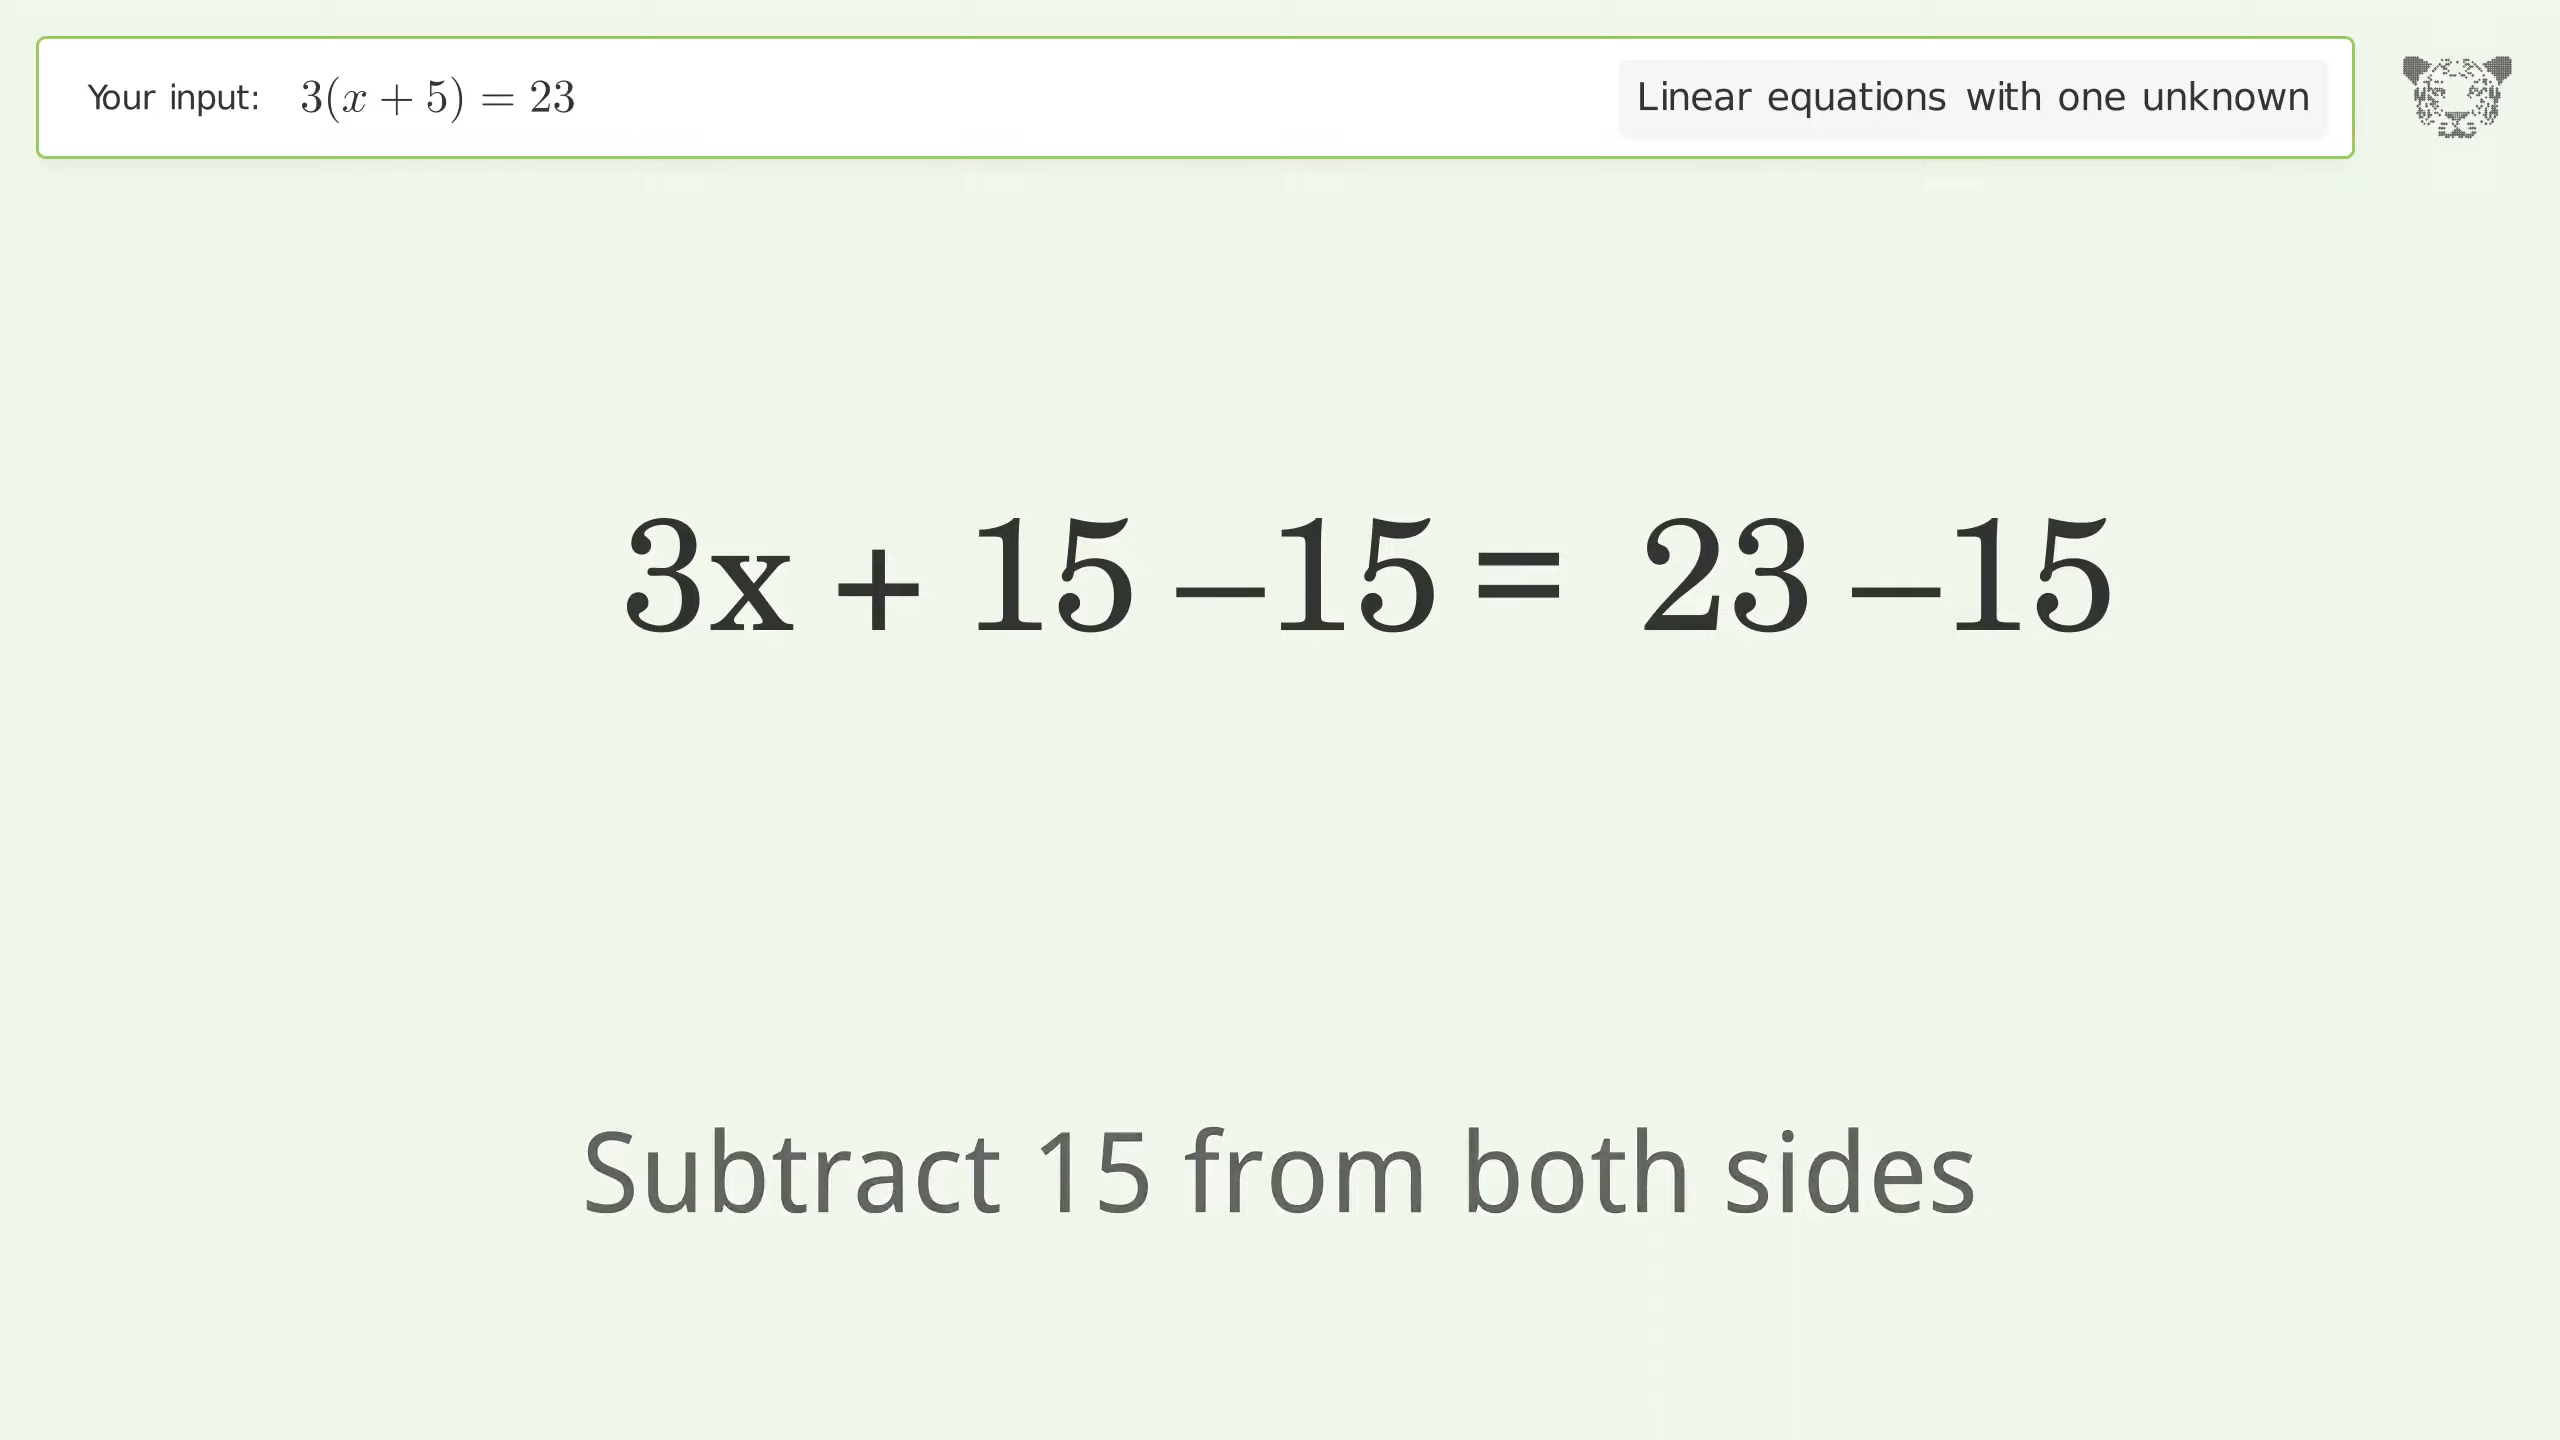 Your input: 3(x + 5) = 23
Linear equations with one unknown
3x + 15 –15 = 23 –15
Subtract 15 from both sides